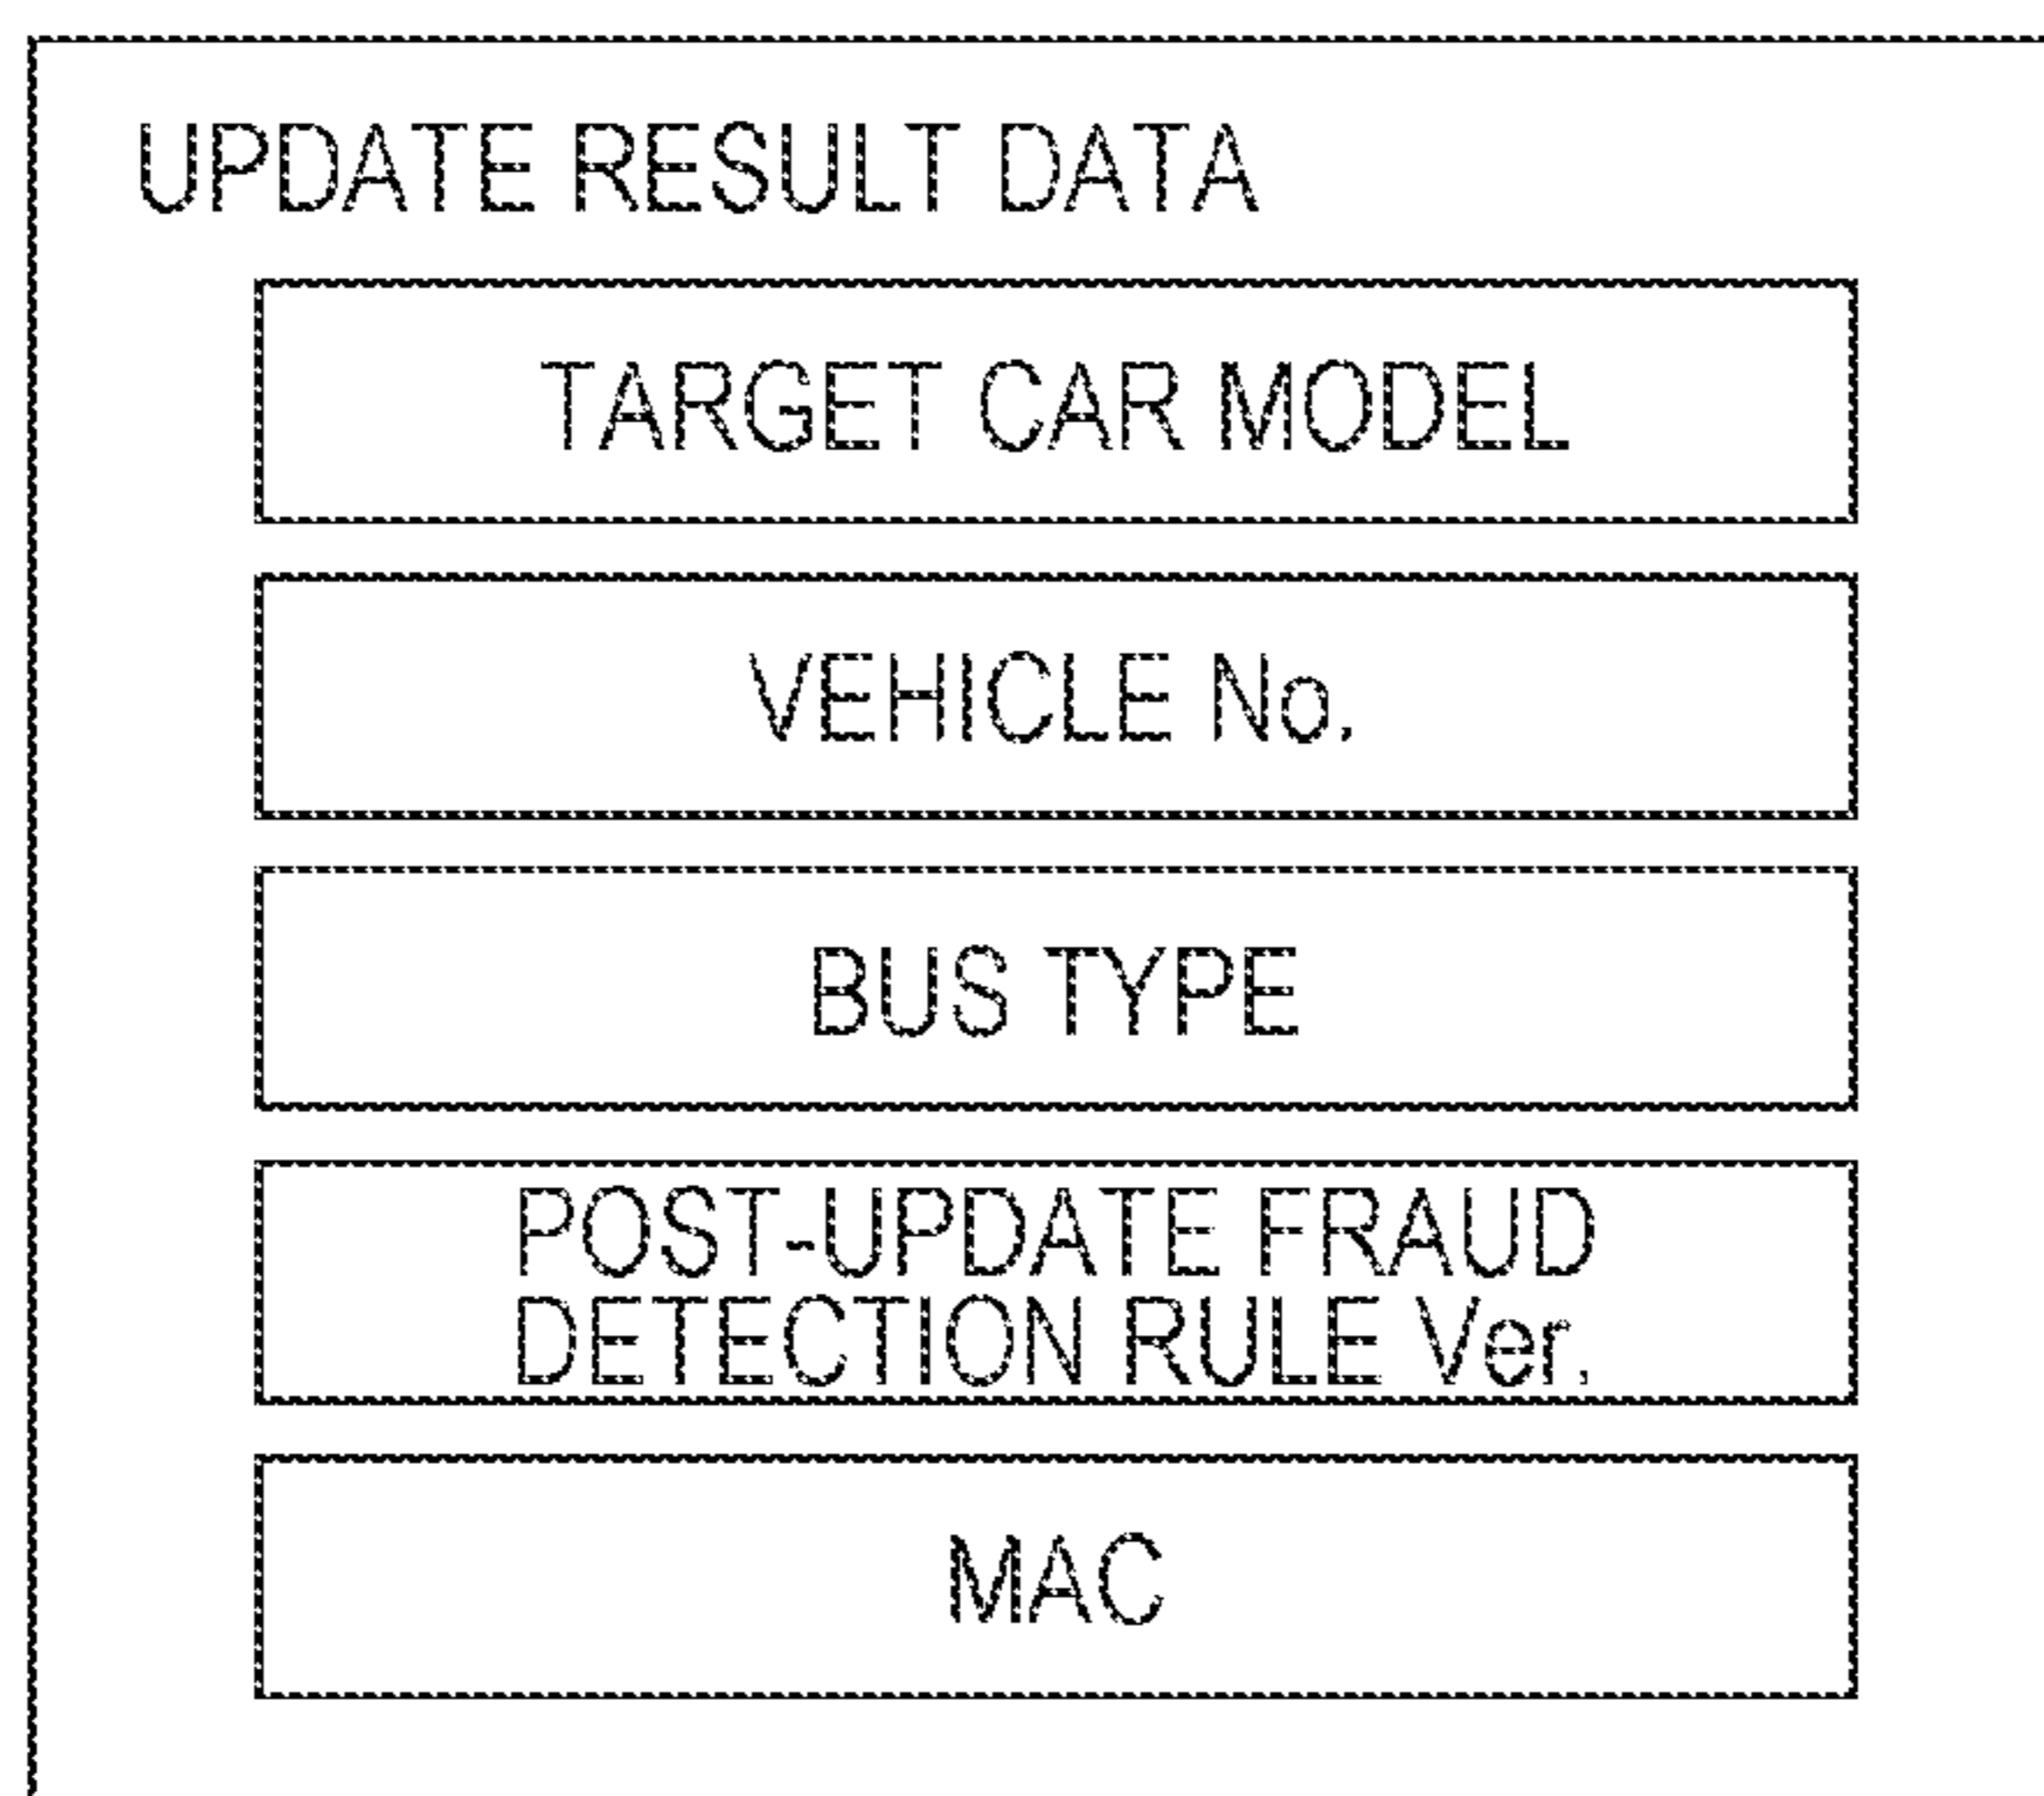 UPDATE RESULT DATA
TARGET CAR MODEL
VEHICLE No.
BUS TYPE
POST-UPDATE FRAUD
DETECTION RULE Ver.
MAC